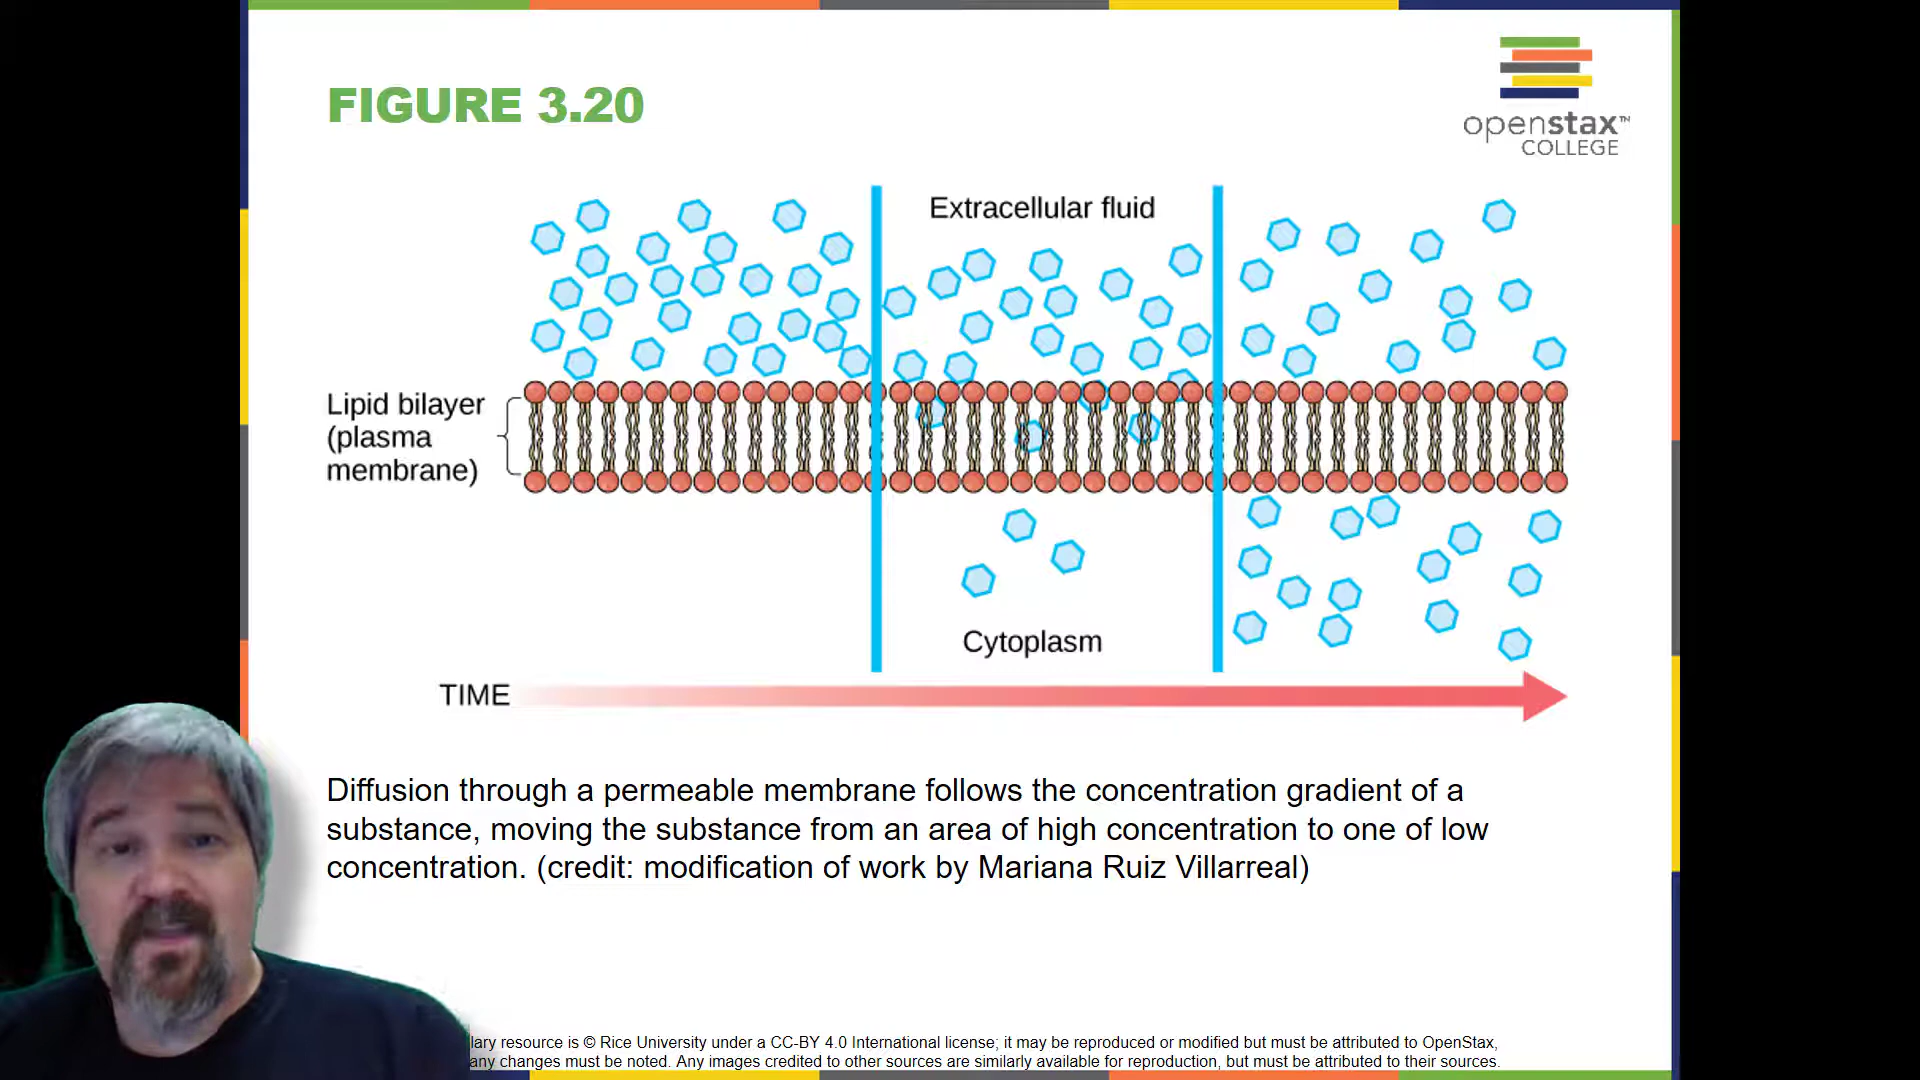 FIGURE 3.20
openstax™
COLLEGE
Extracellular fluid
Lipid bilayer
(plasma
membrane)
Cytoplasm
TIME
Diffusion through a permeable membrane follows the concentration gradient of a
substance, moving the substance from an area of high concentration to one of low
concentration. (credit: modification of work by Mariana Ruiz Villarreal)
resource is © Rice University under a CC-BY 4.0 International license; it may be reproduced or modified but must be attributed to OpenStax,
any changes must be noted. Any images credited to other sources are similarly available for reproduction, but must be attributed to their sources.